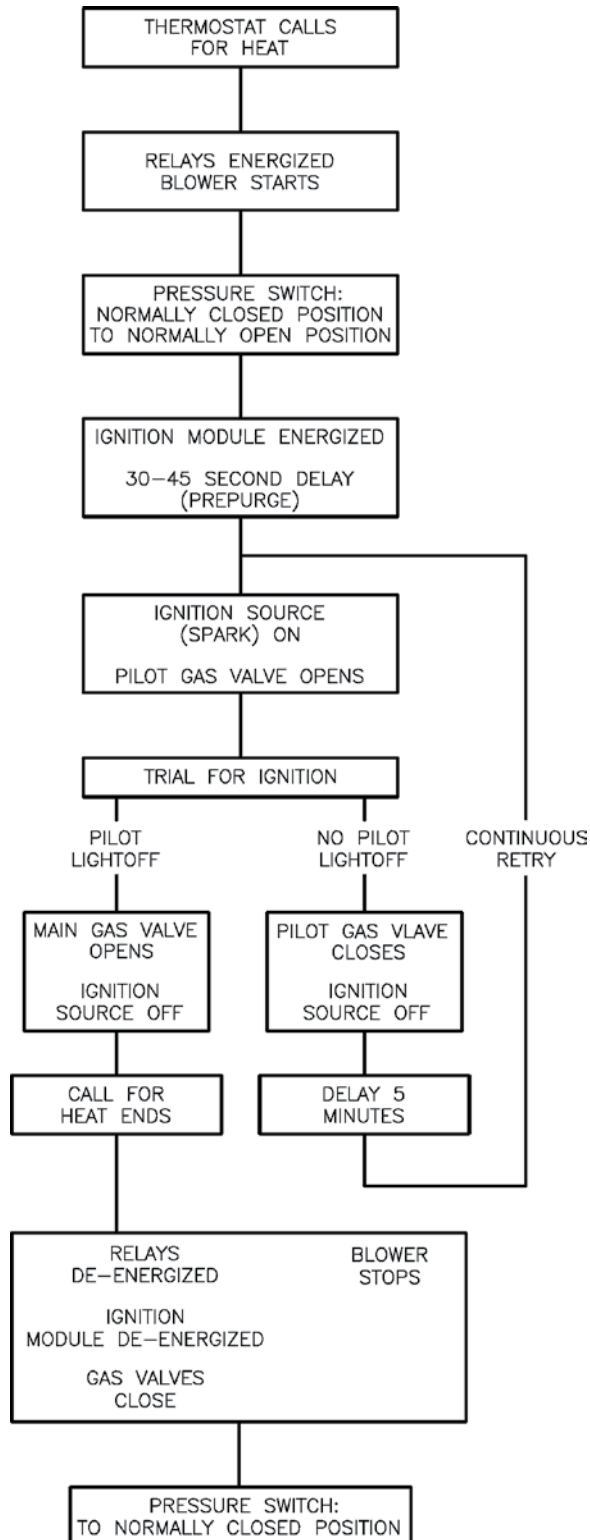 THERMOSTAT CALLS
FOR HEAT
RELAYS ENERGIZED
BLOWER STARTS
PRESSURE SWITCH:
NORMALLY CLOSED POSITION
TO NORMALLY OPEN POSITION
IGNITION MODULE ENERGIZED
30-45 SECOND DELAY
(PREPURGE)
IGNITION SOURCE
(SPARK) ON
PILOT GAS VALVE OPENS
TRIAL FOR IGNITION
PILOT
LIGHTOFF
NO PILOT
LIGHTOFF
CONTINUOUS
RETRY
MAIN GAS VALVE
OPENS
IGNITION
SOURCE OFF
PILOT GAS VLAVE
CLOSES
IGNITION
SOURCE OFF
CALL FOR
HEAT ENDS
DELAY 5
MINUTES
RELAYS
DE-ENERGIZED
BLOWER
STOPS
IGNITION
MODULE DE-ENERGIZED
GAS VALVES
CLOSE
PRESSURE SWITCH:
TO NORMALLY CLOSED POSITION